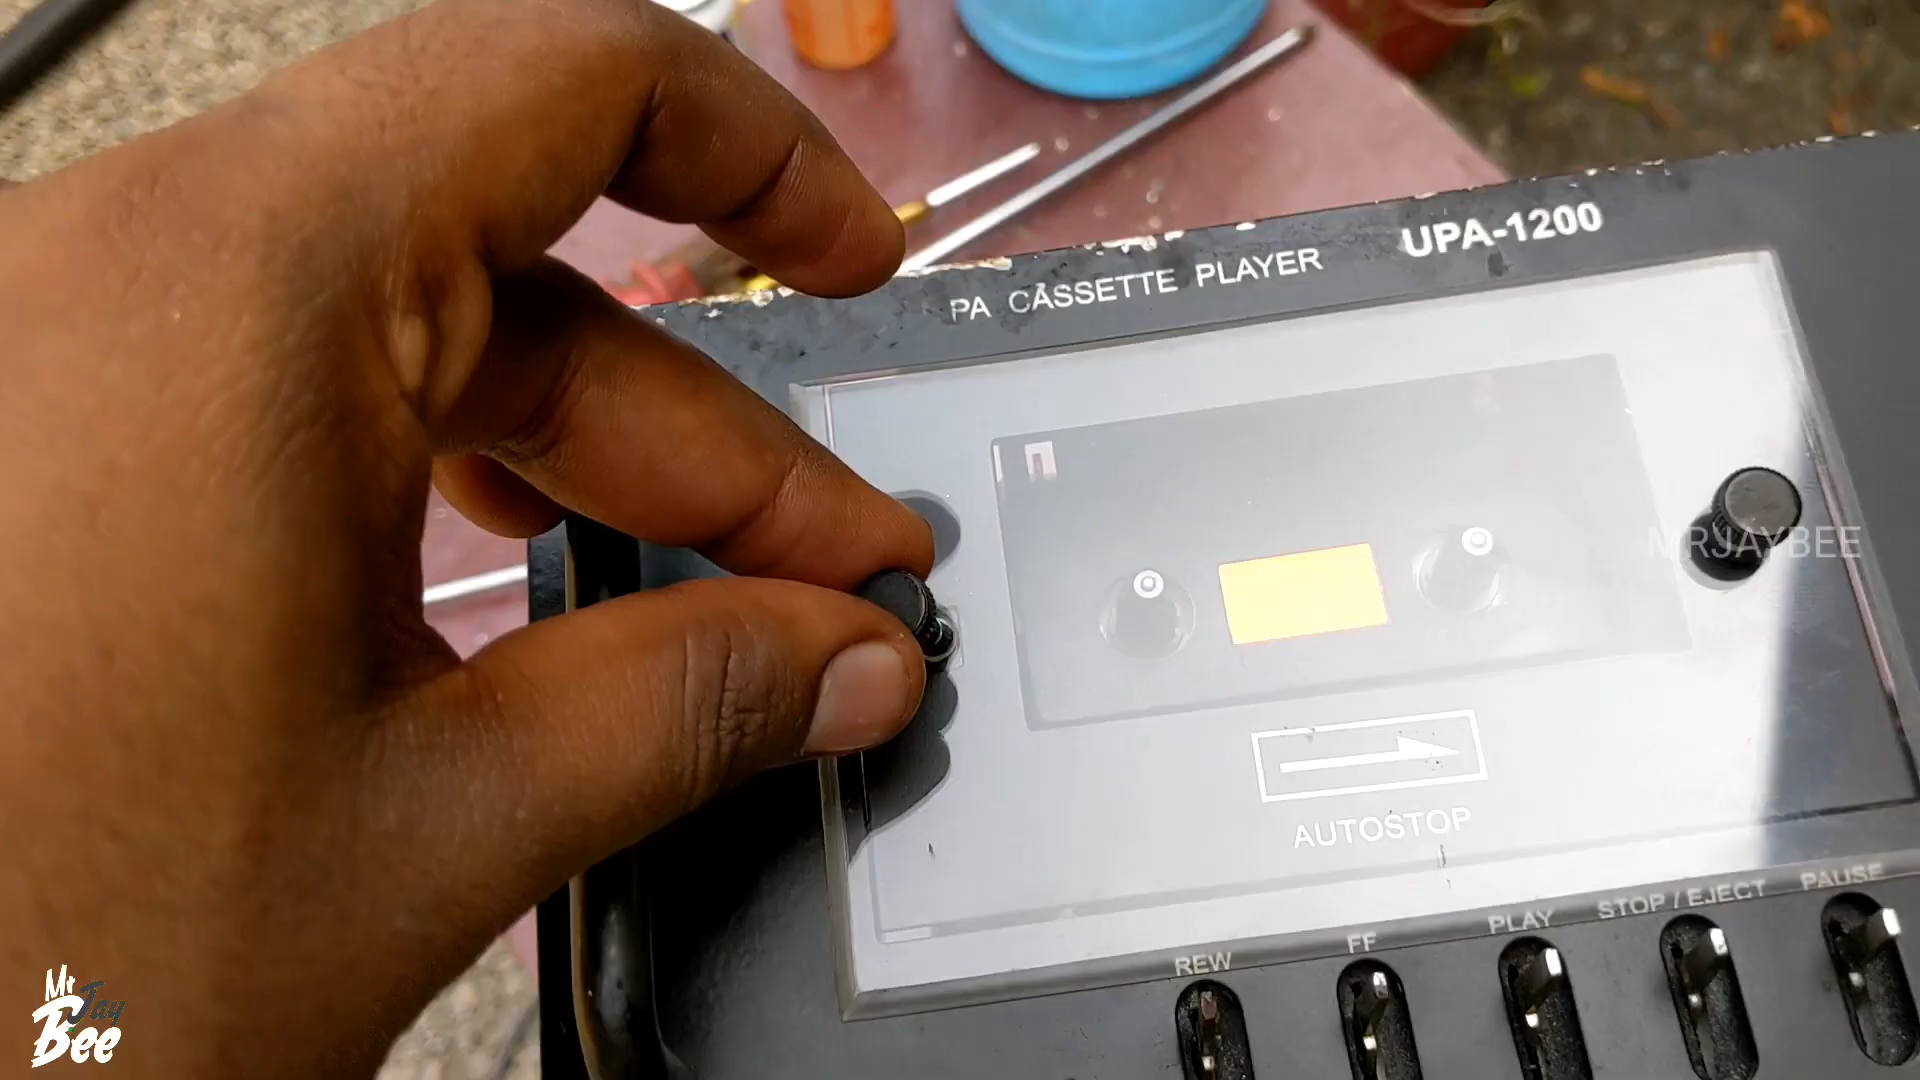 UPA-1200
PA CASSETTE PLAYER
MRJAYBEE
AUTOSTOP
REW FF PLAY STOP / EJECT PAUSE
Mr
Jay
Bee